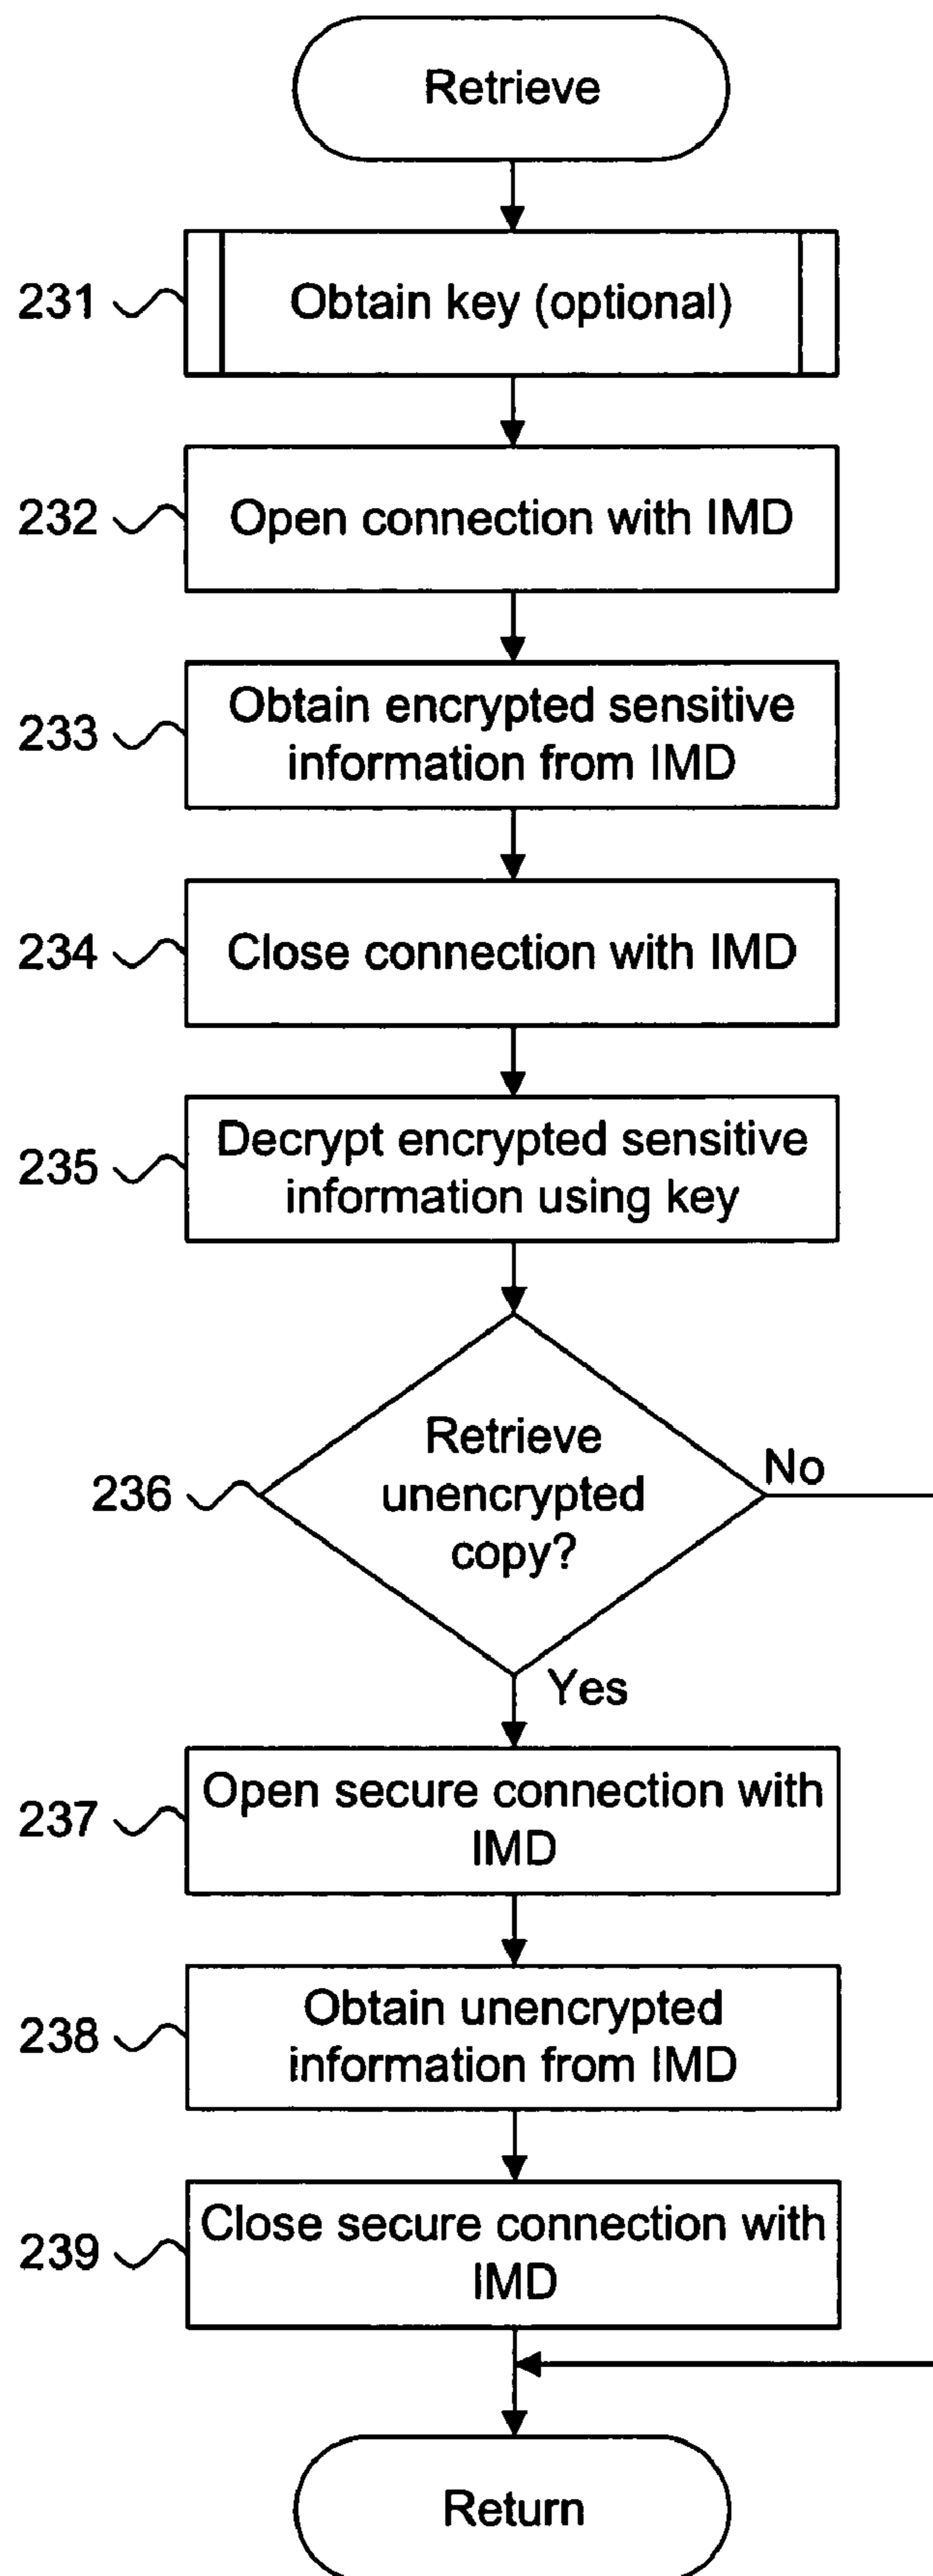 Retrieve
231
Obtain key (optional)
232
Open connection with IMD
233
Obtain encrypted sensitive
information from IMD
234
Close connection with IMD
235
Decrypt encrypted sensitive
information using key
236
Retrieve
unencrypted
copy?
No
Yes
237
Open secure connection with
IMD
238
Obtain unencrypted
information from IMD
239
Close secure connection with
IMD
Return